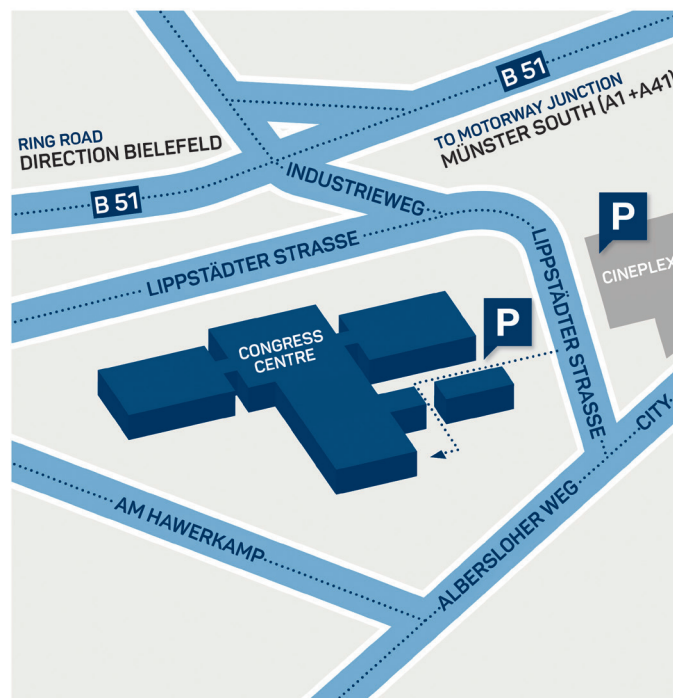 B 51
TO MOTORWAY JUNCTION
MÜNSTER SOUTH (A1 +A41)
RING ROAD
DIRECTION BIELEFELD
B 51
INDUSTRIEWEG
P
CINEPLEX
LIPPSTÄDTER STRASSE
LIPPSTÄDTER STRASSE
P
CONGRESS
CENTRE
CITY
AM HAWERKAMP
ALBERSLOHER WEG